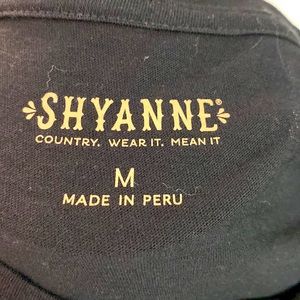 SHYANNE®
COUNTRY. WEAR IT. MEAN IT
M
MADE IN PERU